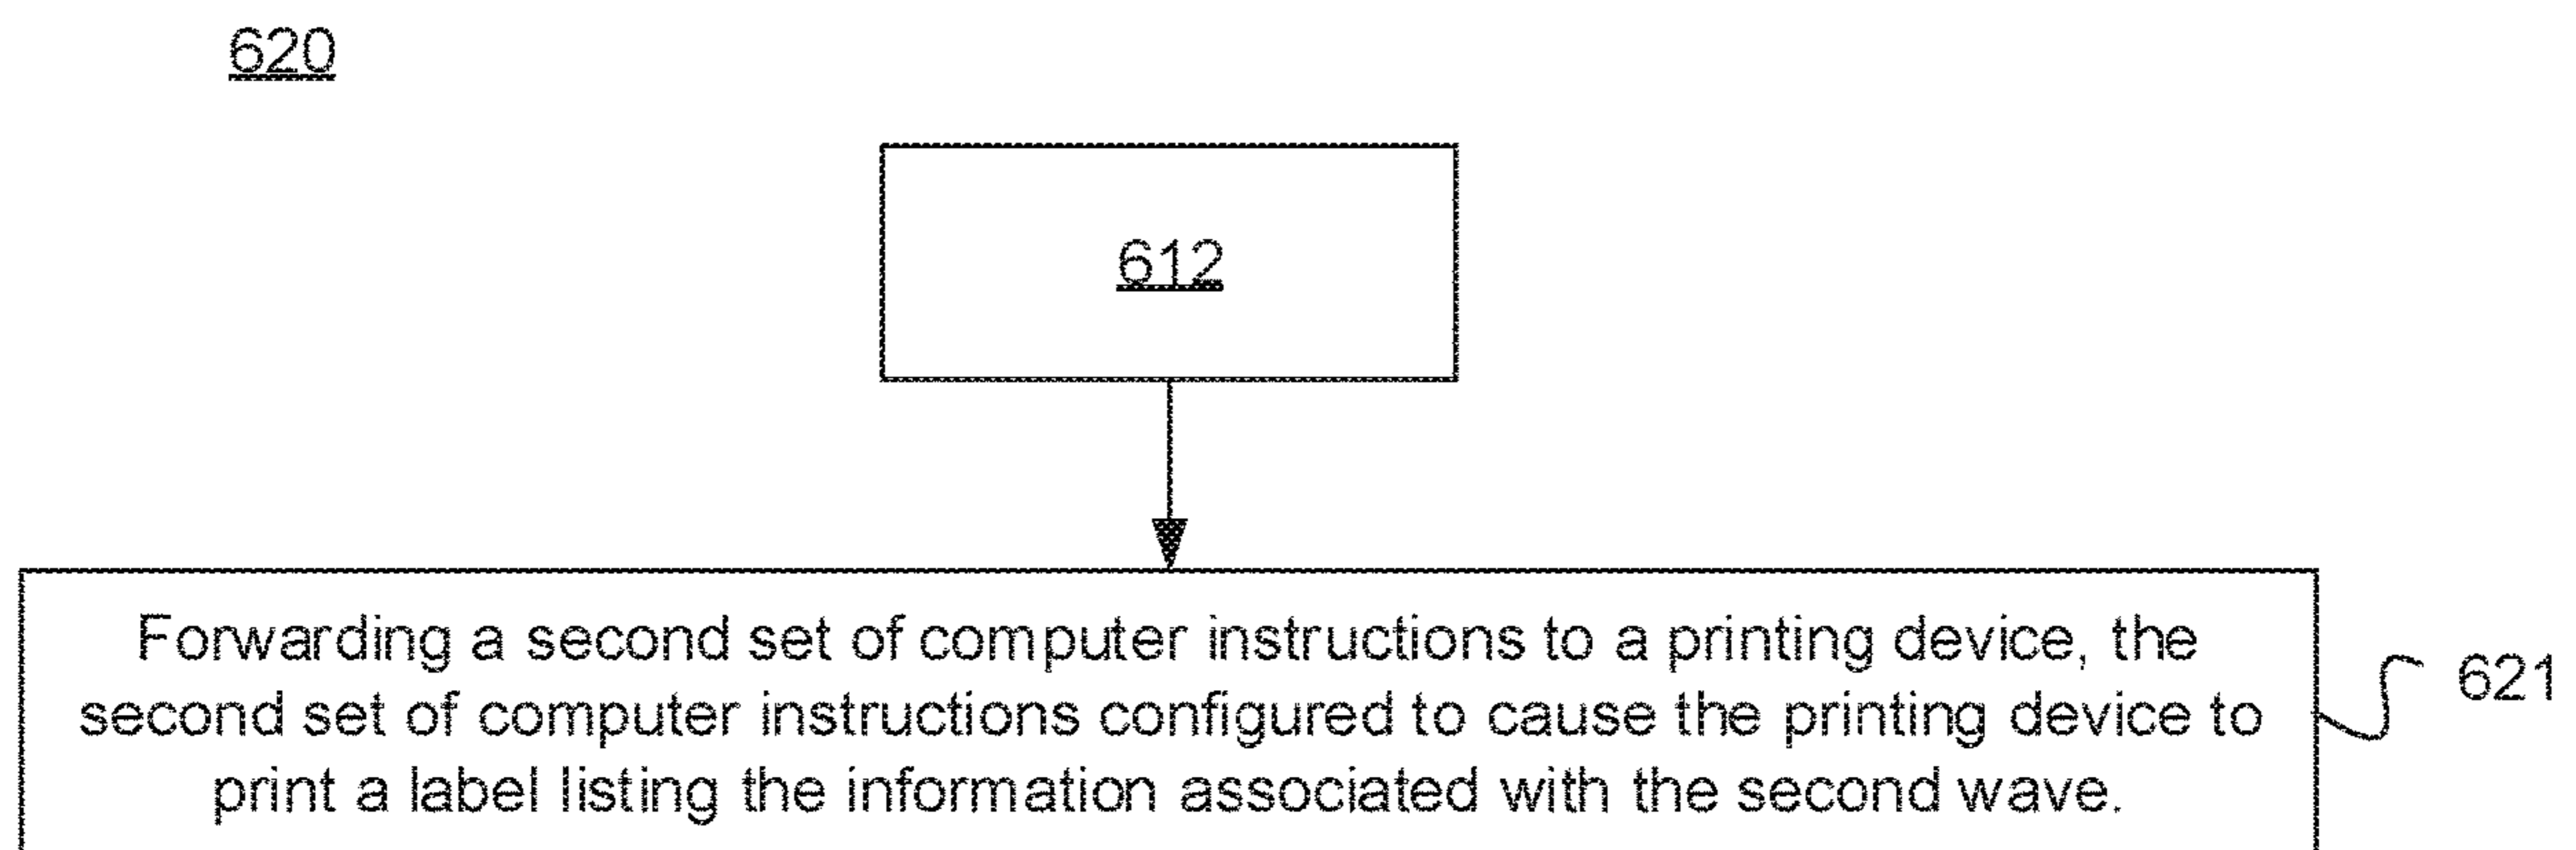 620
612
Forwarding a second set of computer instructions to a printing device, the
second set of computer instructions configured to cause the printing device to
print a label listing the information associated with the second wave.
621